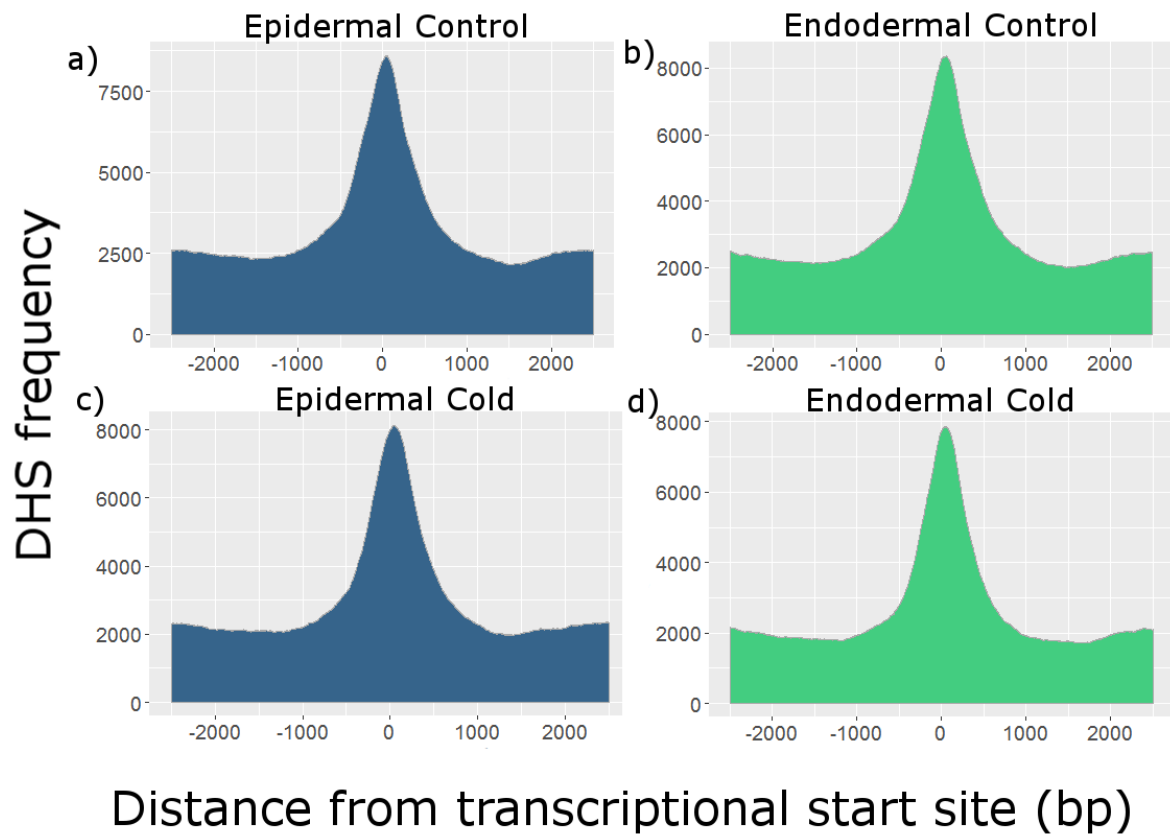 Epidermal Control
Endodermal Control
a)
b)
7500
5000
2500
0
-2000 -1000 0 1000 2000
8000
6000
4000
2000
0
-2000 -1000 0 1000 2000
Epidermal Cold
Endodermal Cold
c)
d)
8000
6000
4000
2000
0
-2000 -1000 0 1000 2000
8000
6000
4000
2000
0
-2000 -1000 0 1000 2000
DHS frequency
Distance from transcriptional start site (bp)